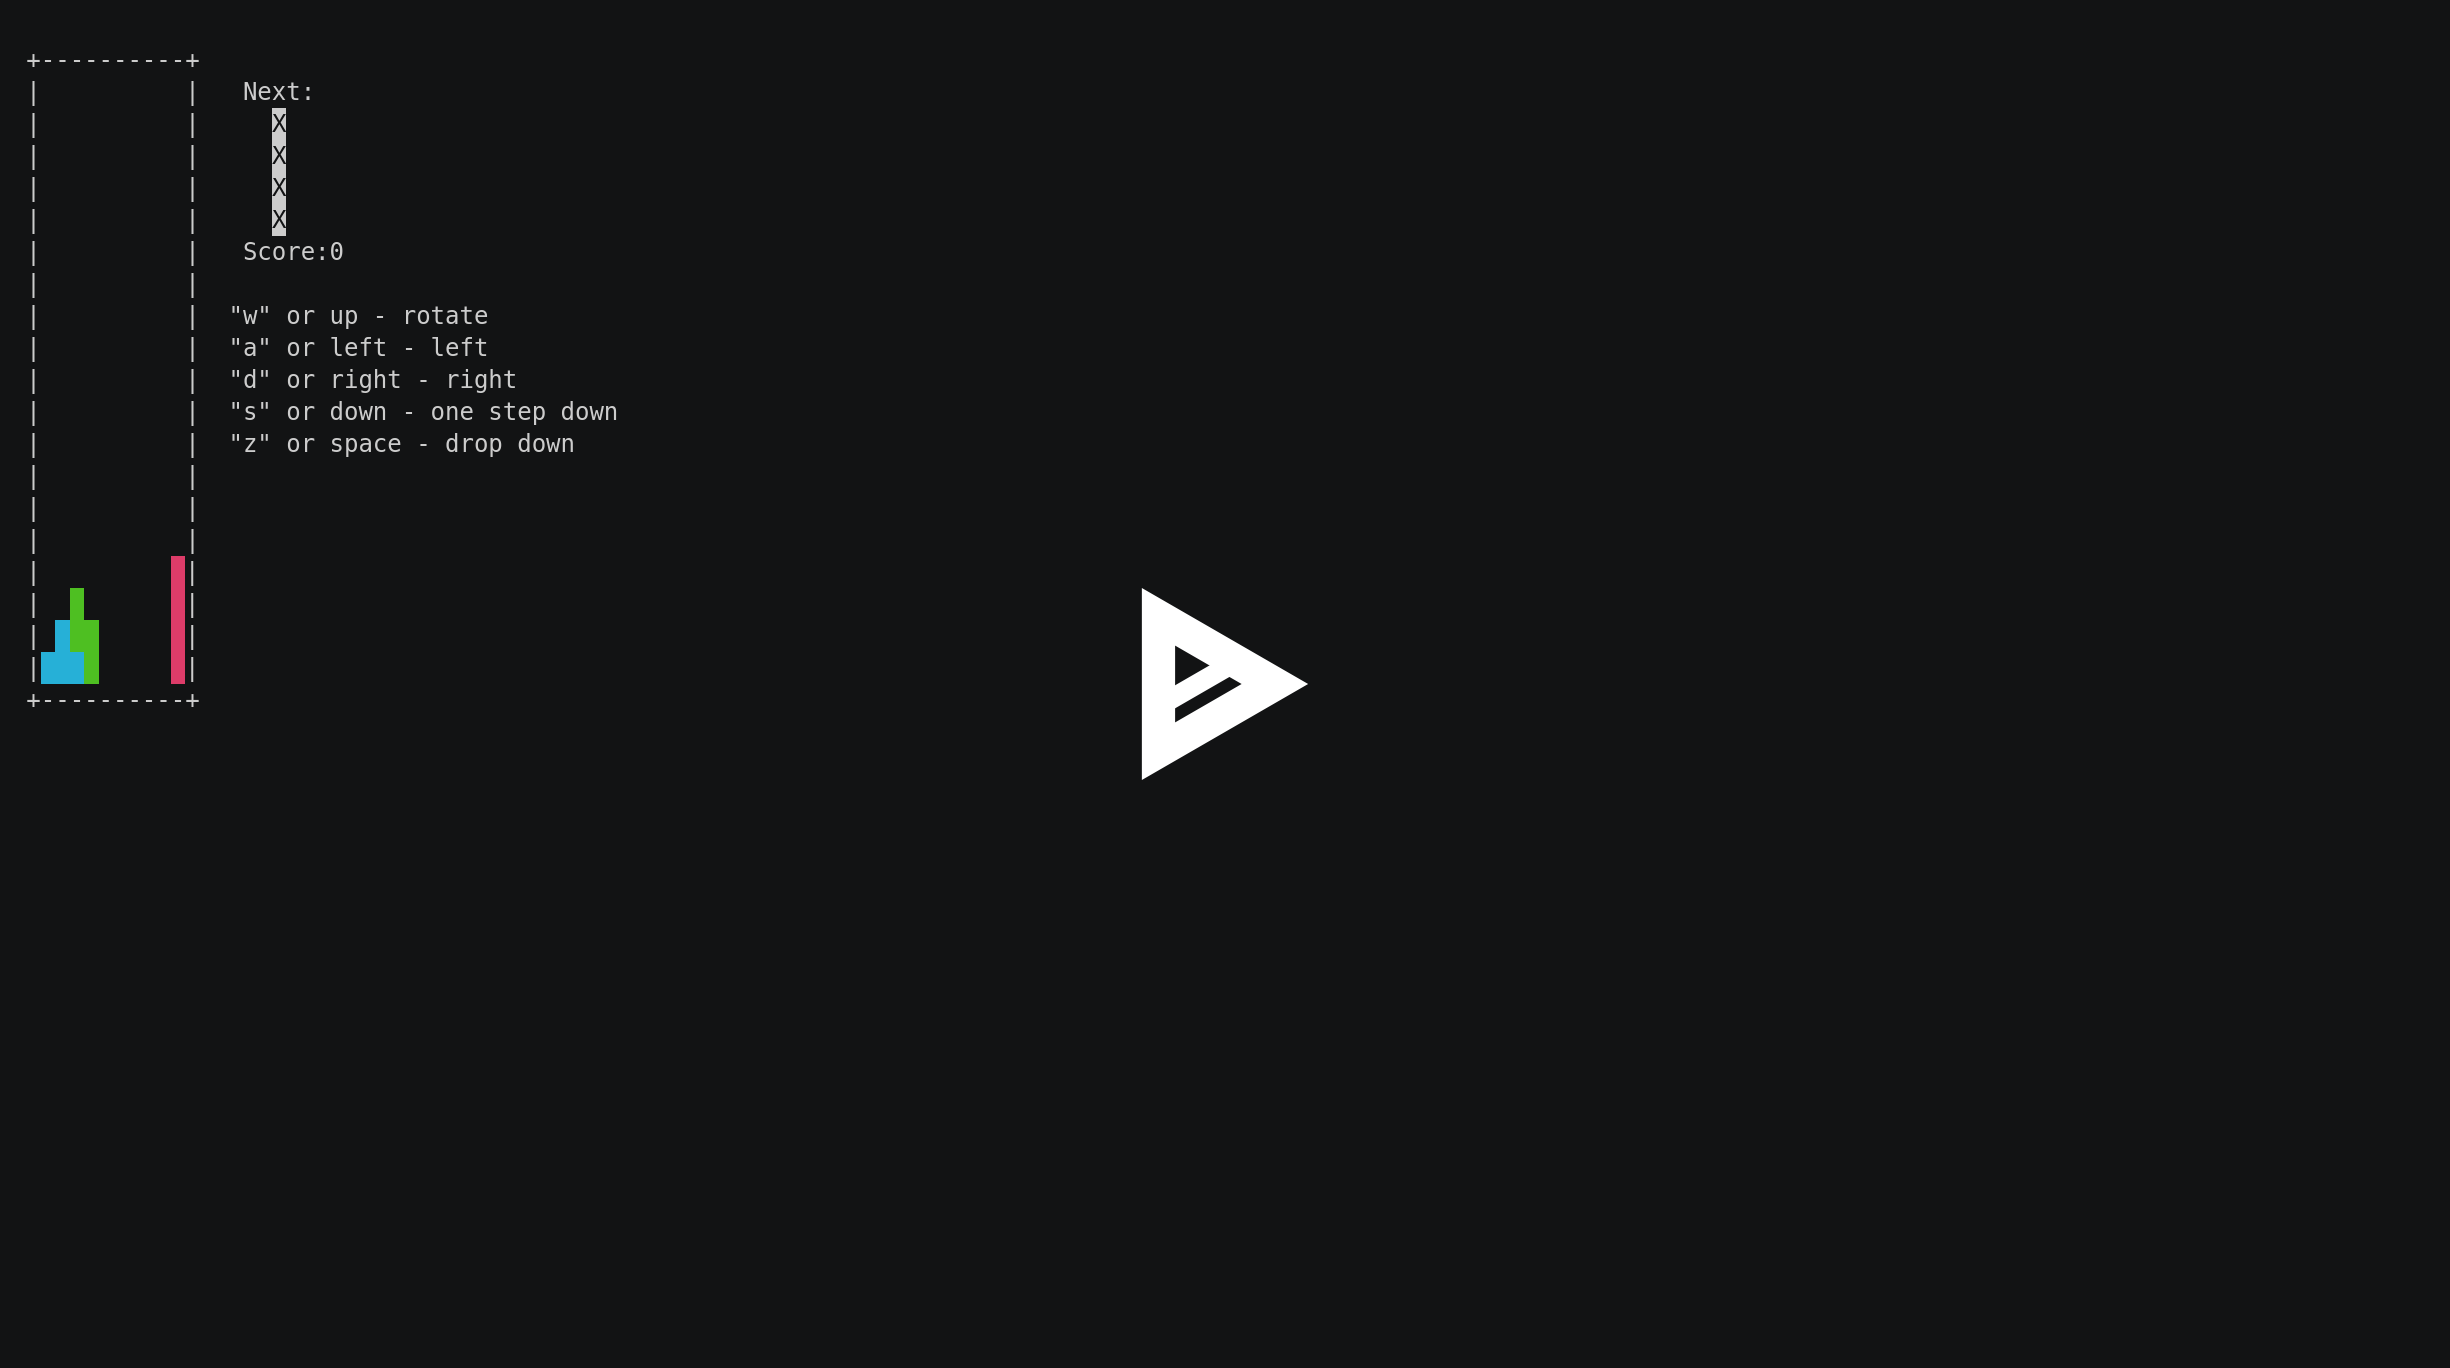 +----------+
Next:
X
X
X
X
Score:0
"w" or up - rotate
"a" or left - left
"d" or right - right
"s" or down - one step down
"z" or space - drop down
+----------+